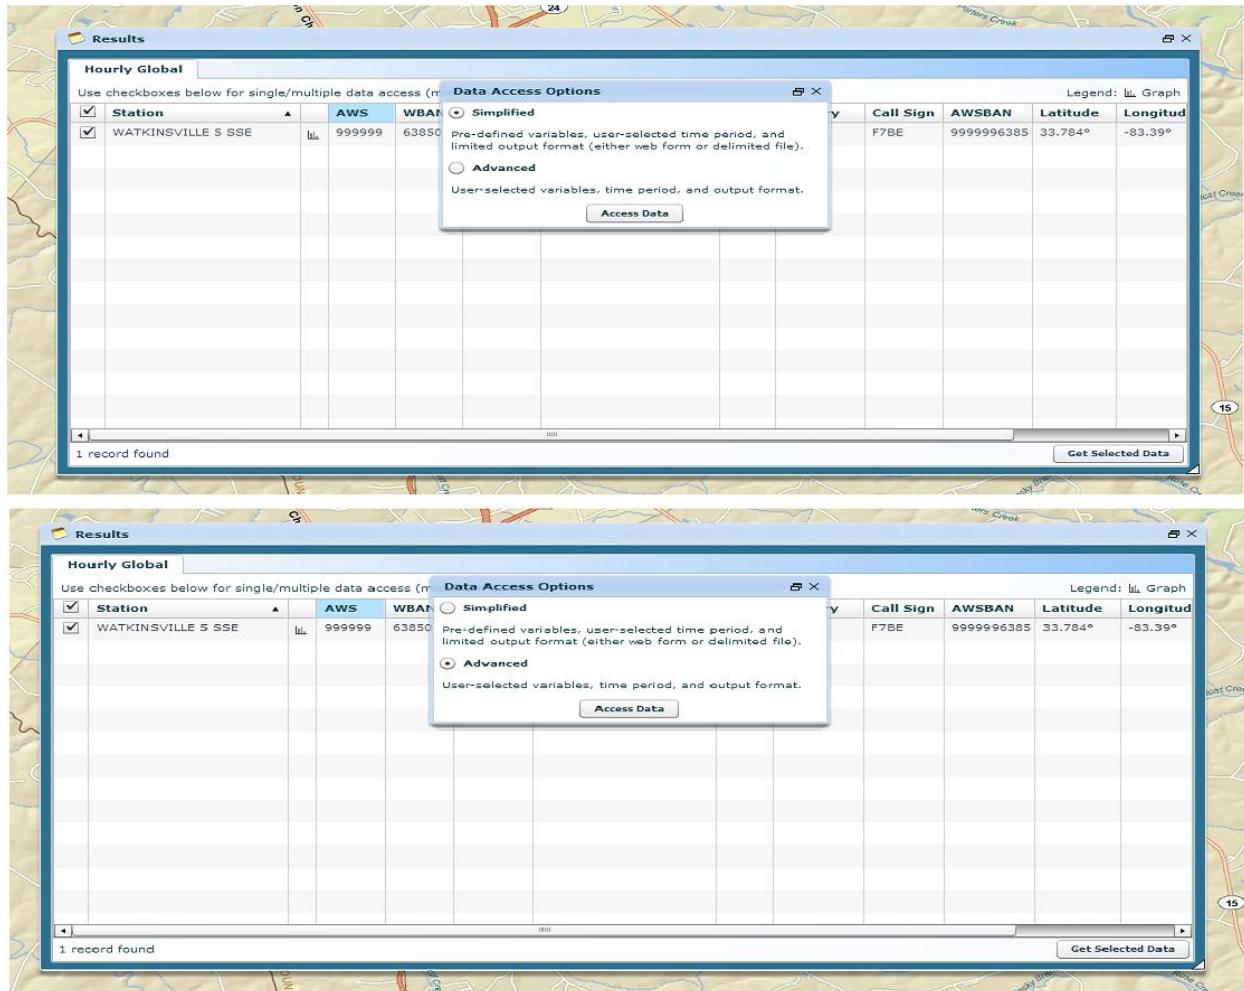 24
Porters Creek
Results
Hourly Global
Use checkboxes below for single/multiple data access (m
Legend: Graph
Data Access Options
Station AWS WBAN y Call Sign AWSBAN Latitude Longitud
WATKINSVILLE 5 SSE 999999 63850 F7BE 9999996385 33.784° -83.39°
Simplified
Pre-defined variables, user-selected time period, and
limited output format (either web form or delimited file).
Advanced
User-selected variables, time period, and output format.
Access Data
15
1 record found
Get Selected Data
Ch
Creek
Results
Hourly Global
Use checkboxes below for single/multiple data access (m
Legend: Graph
Data Access Options
Station AWS WBAN y Call Sign AWSBAN Latitude Longitud
WATKINSVILLE 5 SSE 999999 63850 F7BE 9999996385 33.784° -83.39°
Simplified
Pre-defined variables, user-selected time period, and
limited output format (either web form or delimited file).
Advanced
User-selected variables, time period, and output format.
Access Data
15
1 record found
Get Selected Data